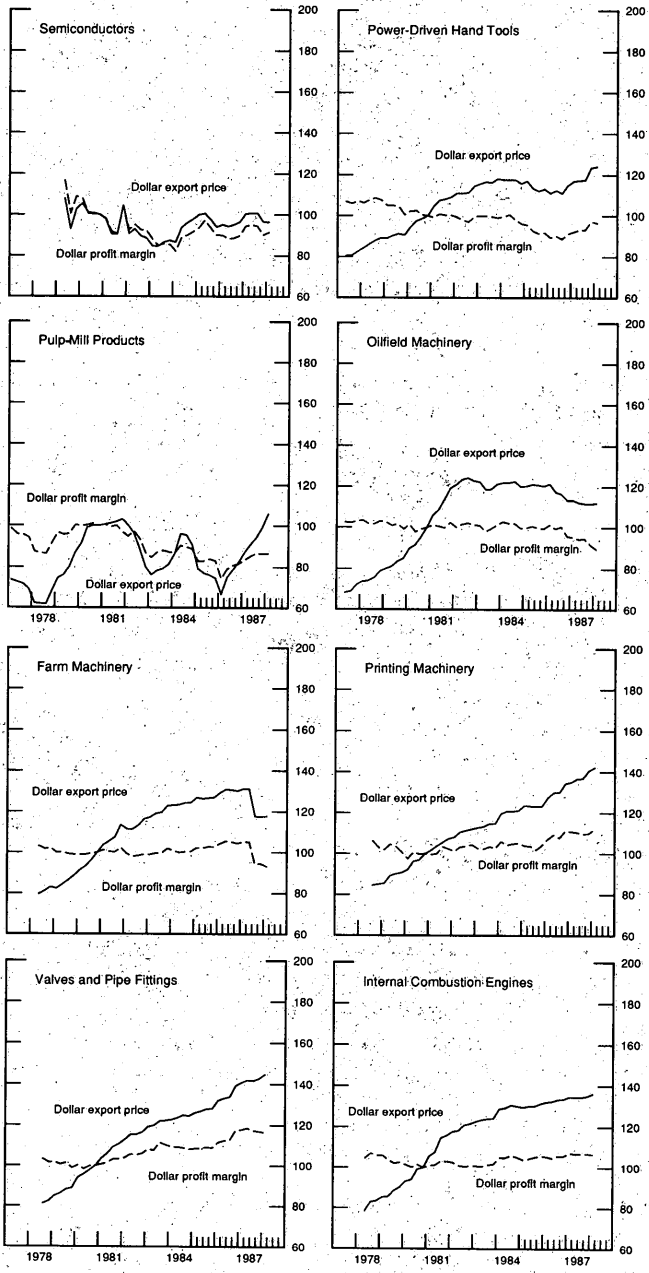 Semiconductors
200
180
160
140
120
100
80
60
Dollar export price
Dollar profit margin
Power-Driven Hand Tools
200
180
160
140
120
100
80
60
Dollar export price
Dollar profit margin
Pulp-Mill Products
200
180
160
140
120
100
80
60
Dollar profit margin
Dollar export price
1978 1981 1984 1987
Oilfield Machinery
200
180
160
140
120
100
80
60
Dollar export price
Dollar profit margin
1978 1981 1984 1987
Farm Machinery
200
180
160
140
120
100
80
60
Dollar export price
Dollar profit margin
Printing Machinery
200
180
160
140
120
100
80
60
Dollar export price
Dollar profit margin
Valves and Pipe Fittings
200
180
160
140
120
100
80
60
Dollar export price
Dollar profit margin
1978 1981 1984 1987
Internal Combustion Engines
200
180
160
140
120
100
80
60
Dollar export price
Dollar profit margin
1978 1981 1984 1987